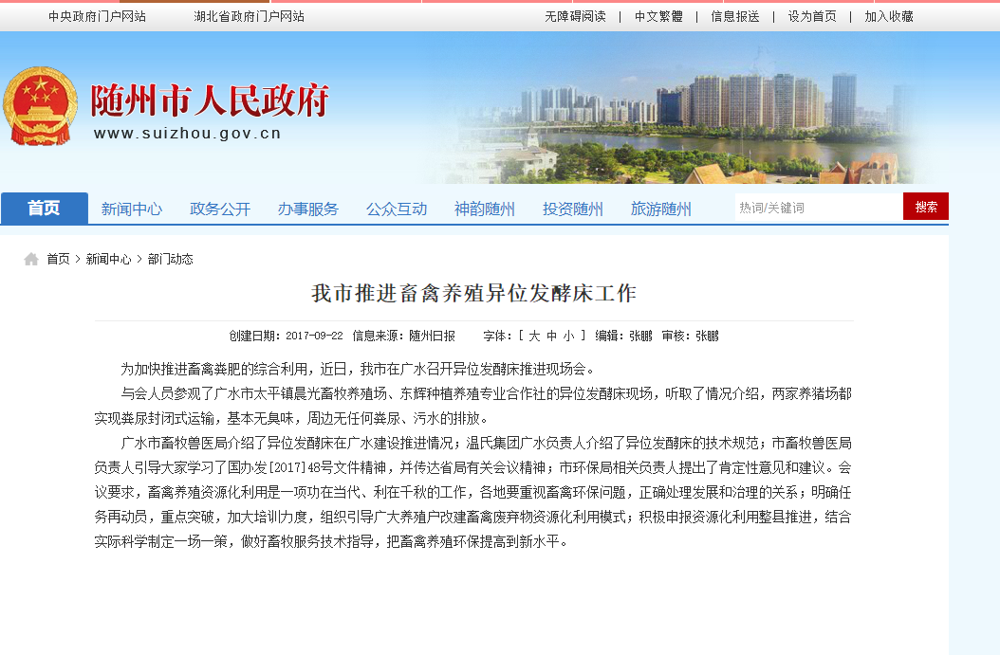 中央政府门户网站 湖北省政府门户网站 无障碍阅读 | 中文繁體 | 信息报送 | 设为首页 | 加入收藏
随州市人民政府
www.suizhou.gov.cn
首页 新闻中心 政务公开 办事服务 公众互动 神韵随州 投资随州 旅游随州 热词/关键词 搜索
首页 > 新闻中心 > 部门动态
我市推进畜禽养殖异位发酵床工作
创建日期：2017-09-22 信息来源：随州日报 字体：[ 大 中 小 ] 编辑：张鹏 审核：张鹏
为加快推进畜禽粪肥的综合利用，近日，我市在广水召开异位发酵床推进现场会。
与会人员参观了广水市太平镇晨光畜牧养殖场、东辉种植养殖专业合作社的异位发酵床现场，听取了情况介绍，两家养猪场都
实现粪尿封闭式运输，基本无臭味，周边无任何粪尿、污水的排放。
广水市畜牧兽医局介绍了异位发酵床在广水建设推进情况；温氏集团广水负责人介绍了异位发酵床的技术规范；市畜牧兽医局
负责人引导大家学习了国办发[2017]48号文件精神，并传达省局有关会议精神；市环保局相关负责人提出了肯定性意见和建议。会
议要求，畜禽养殖资源化利用是一项功在当代、利在千秋的工作，各地要重视畜禽环保问题，正确处理发展和治理的关系；明确任
务再动员，重点突破，加大培训力度，组织引导广大养殖户改建畜禽废弃物资源化利用模式；积极申报资源化利用整县推进，结合
实际科学制定一场一策，做好畜牧服务技术指导，把畜禽养殖环保提高到新水平。